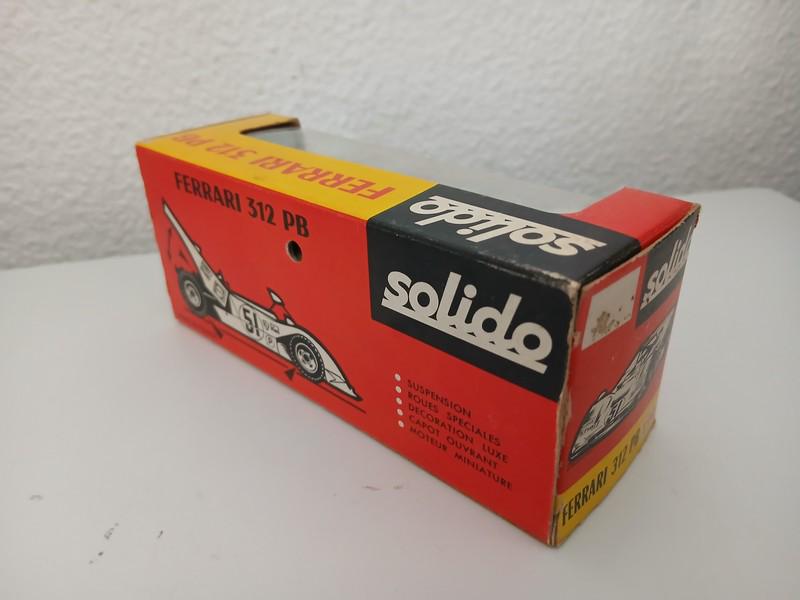 FERRARI 312 PB
solido
FERRARI 312 PB
51
solido
SUSPENSION
ROUES SPECIALES
DECORATION LUXE
CAPOT OUVRANT
MOTEUR MINIATURE
solido
FERRARI 312 PB